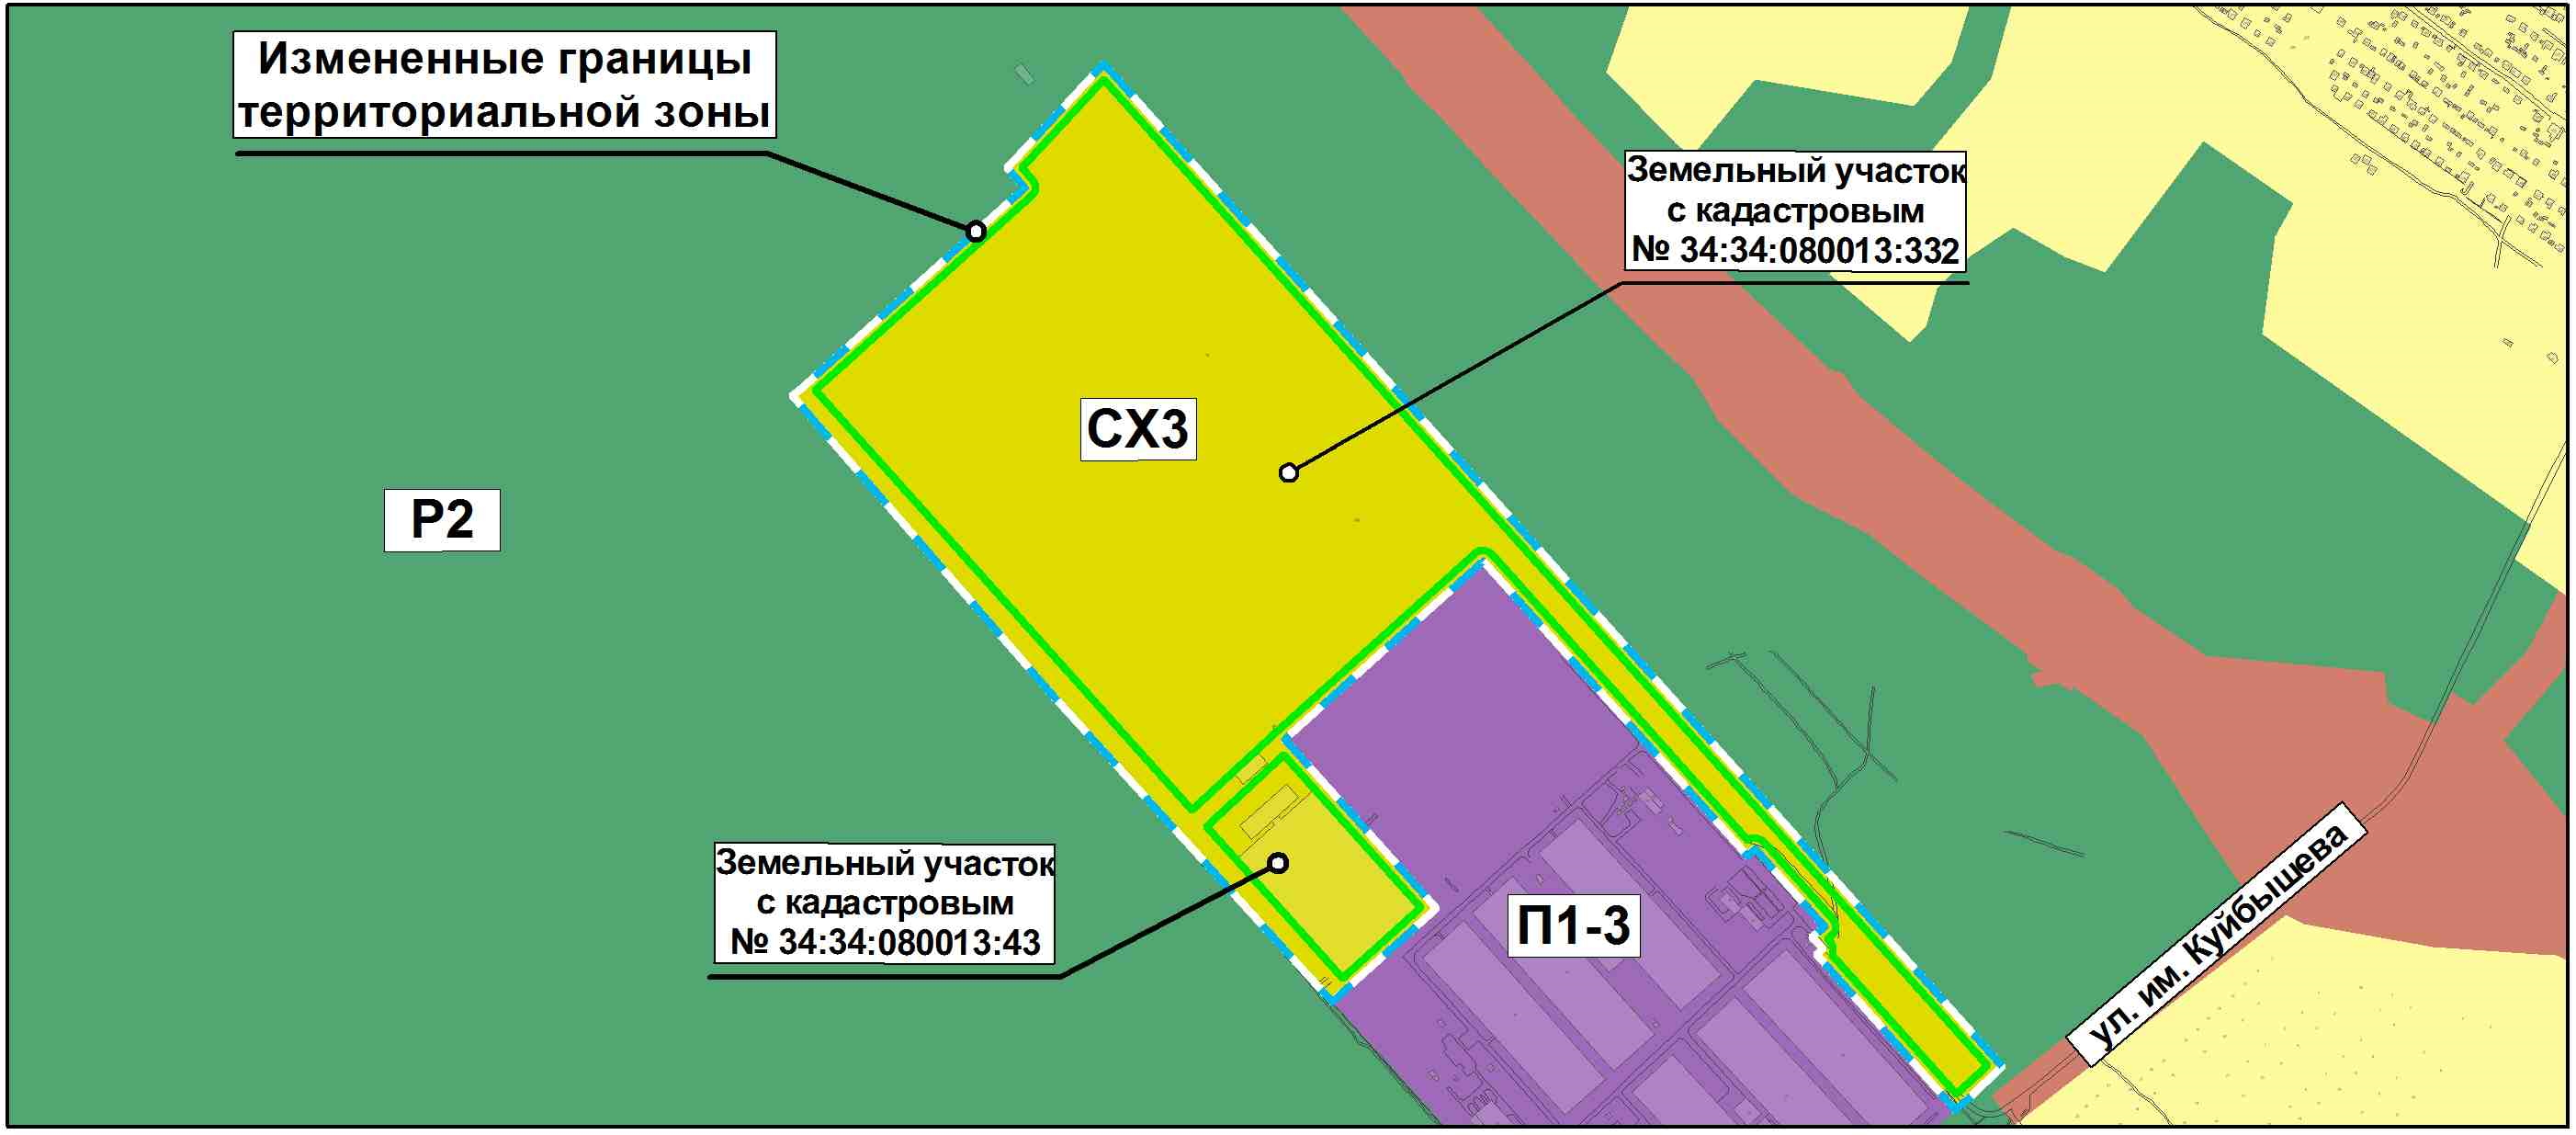 Измененные границы
территориальной зоны
Земельный участок
с кадастровым
№ 34:34:080013:332
СХ3
Р2
Земельный участок
с кадастровым
№ 34:34:080013:43
П1-3
ул. им. Куйбышева